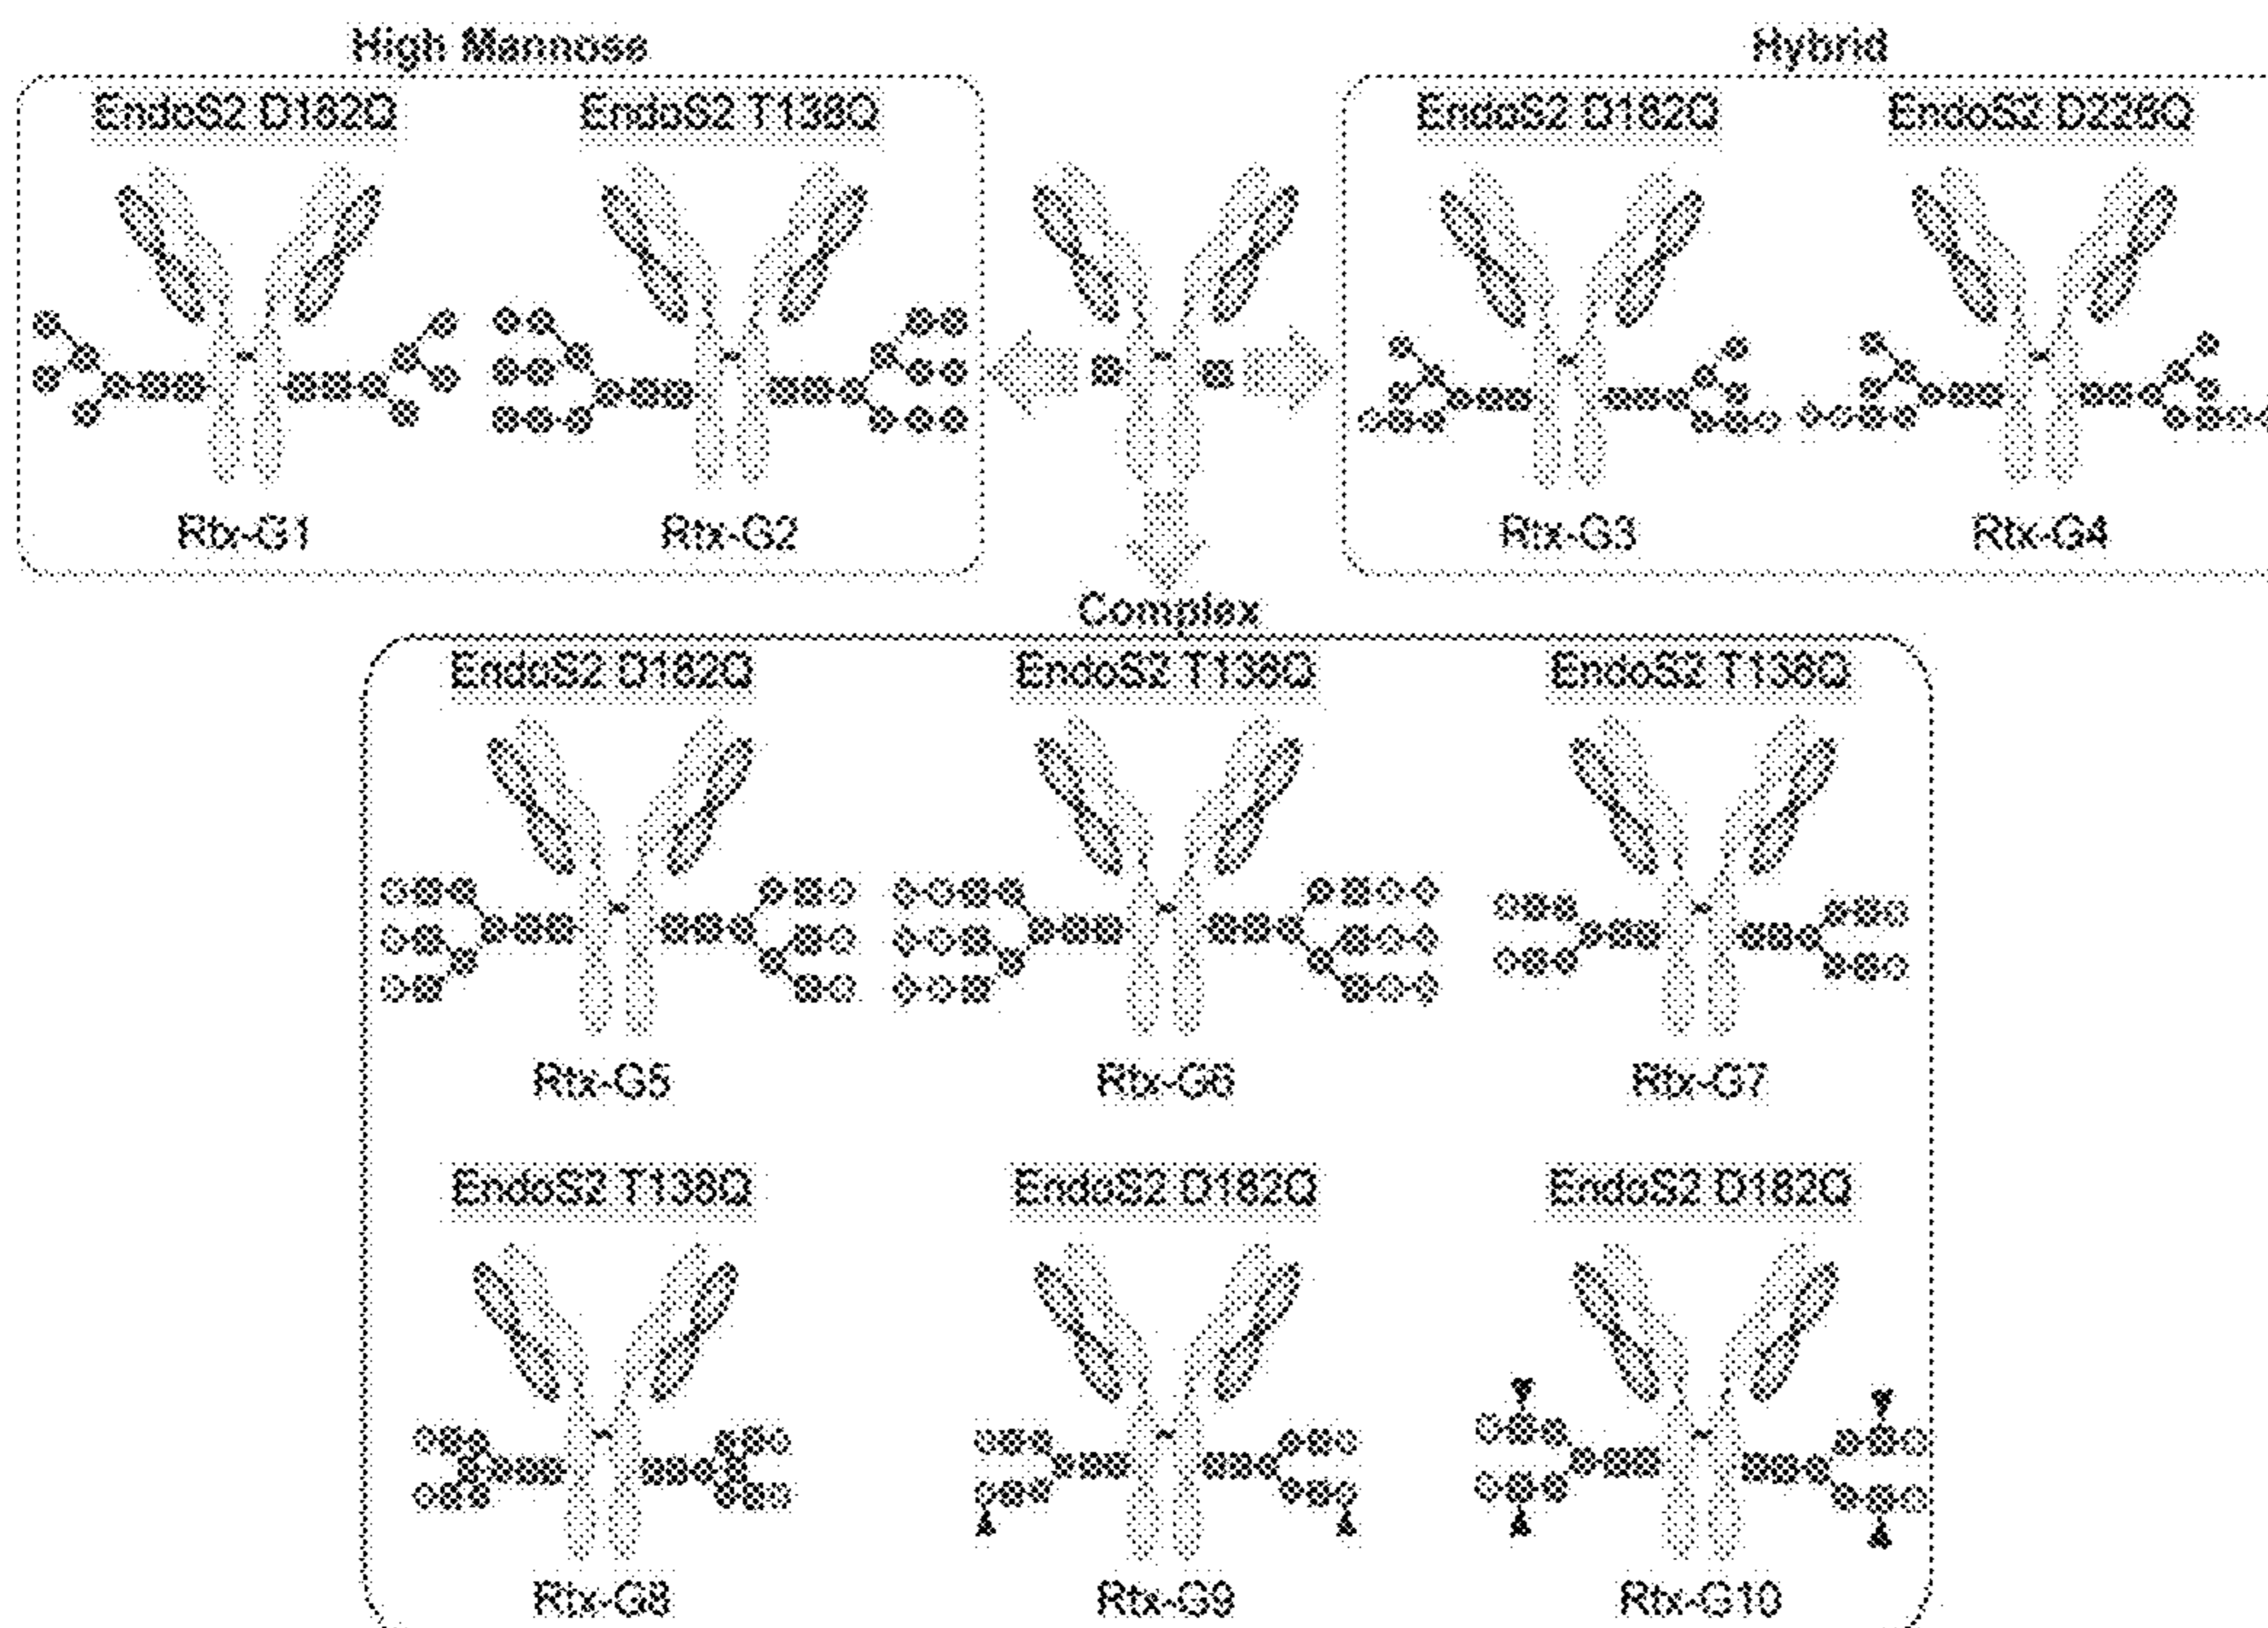 High Mannose
Hybrid
EndoS2 D182Q
EndoS2 T138Q
EndoS2 D182Q
EndoS2 D226Q
Rtx-G1
Rtx-G2
Rtx-G3
Rtx-G4
Complex
EndoS2 D182Q
EndoS2 T138Q
EndoS2 T138Q
Rtx-G5
Rtx-G6
Rtx-G7
EndoS2 T138Q
EndoS2 D182Q
EndoS2 D182Q
Rtx-G8
Rtx-G9
Rtx-G10